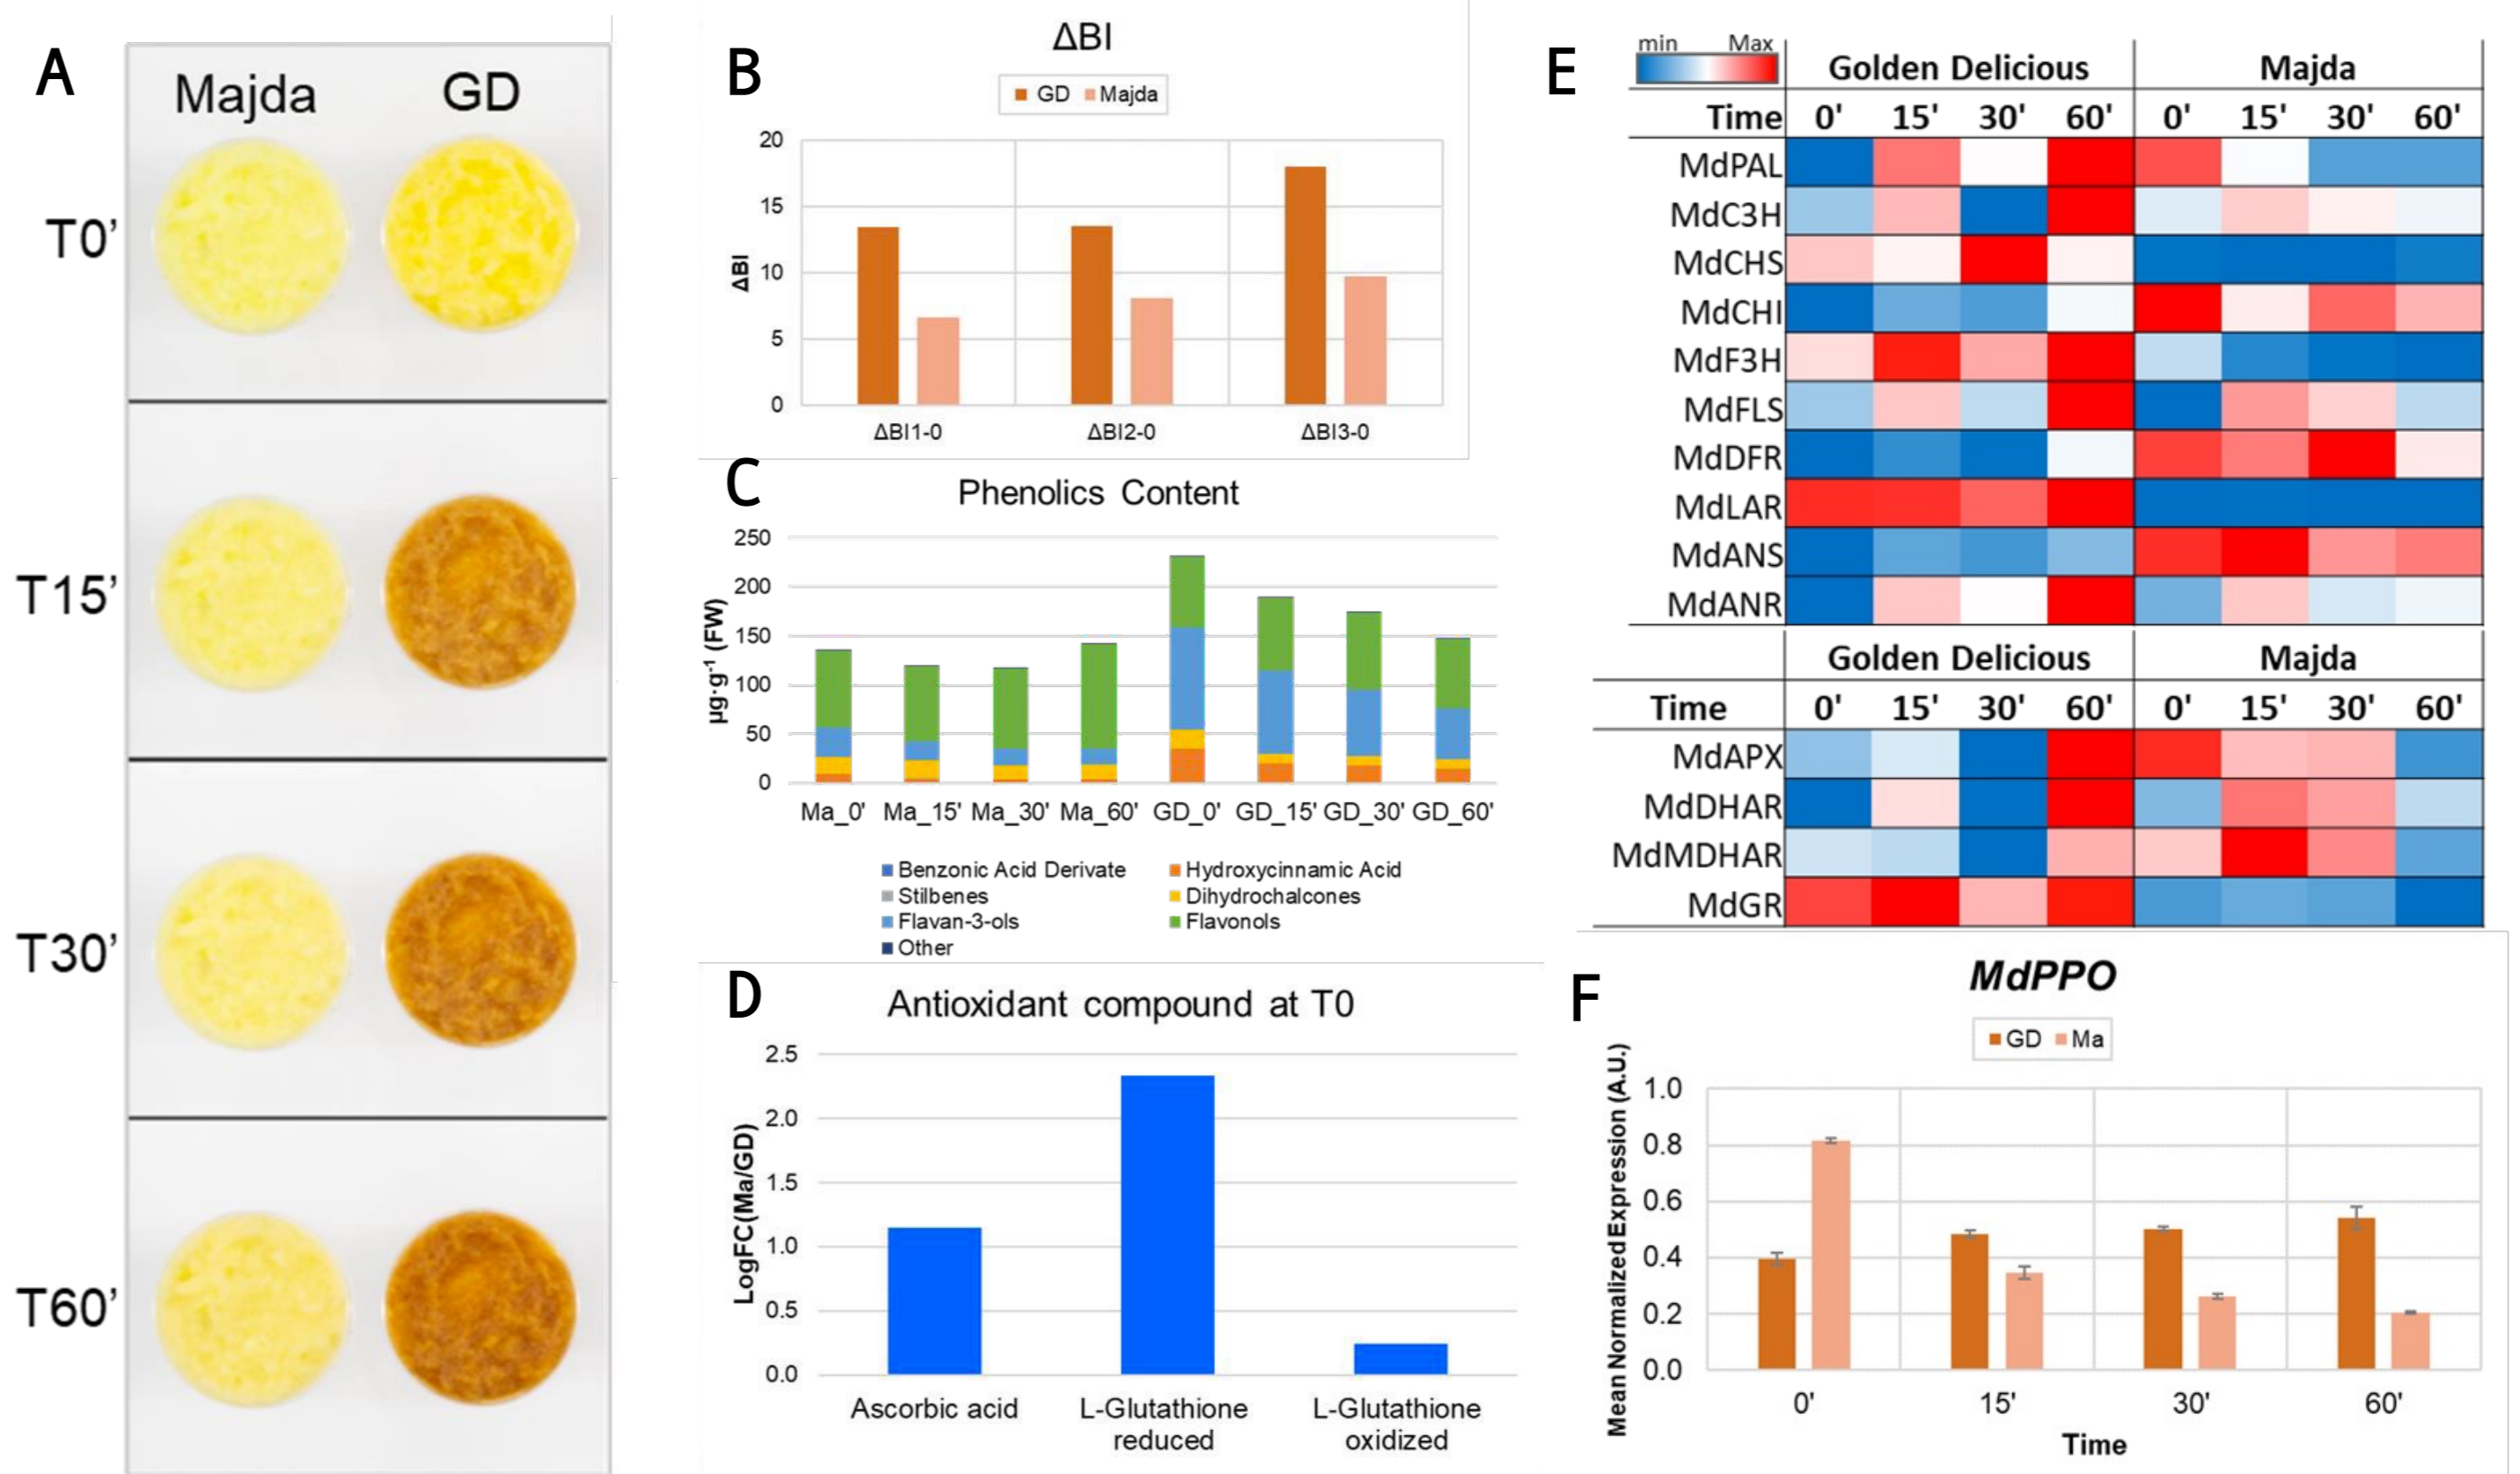 A
Majda GD
T0’
T15’
T30’
T60’
B
ΔBI
GD Majda
ΔBI
20
15
10
5
0
ΔBI1-0 ΔBI2-0 ΔBI3-0
C
Phenolics Content
µg·g⁻¹ (FW)
250
200
150
100
50
0
Ma_0' Ma_15' Ma_30' Ma_60' GD_0' GD_15' GD_30' GD_60'
Benzonic Acid Derivate Hydroxycinnamic Acid
Stilbenes Dihydrochalcones
Flavan-3-ols Flavonols
Other
D
Antioxidant compound at T0
LogFC(Ma/GD)
2.5
2.0
1.5
1.0
0.5
0.0
Ascorbic acid L-Glutathione L-Glutathione
reduced oxidized
E
min Max
Golden Delicious Majda
Time 0' 15' 30' 60' 0' 15' 30' 60'
MdPAL
MdC3H
MdCHS
MdCHI
MdF3H
MdFLS
MdDFR
MdLAR
MdANS
MdANR
Golden Delicious Majda
Time 0' 15' 30' 60' 0' 15' 30' 60'
MdAPX
MdDHAR
MdMDHAR
MdGR
F
MdPPO
GD Ma
Mean Normalized Expression (A.U.)
1.0
0.8
0.6
0.4
0.2
0.0
0' 15' 30' 60'
Time